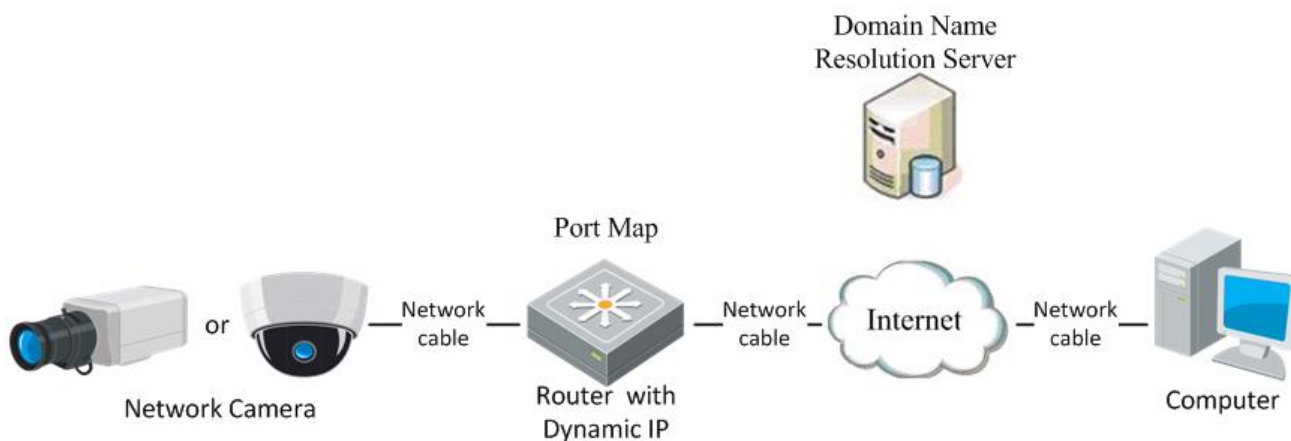 Domain Name
Resolution Server
Port Map
or
Network
cable
Network
cable
Internet
Network
cable
Network Camera
Router with
Dynamic IP
Computer